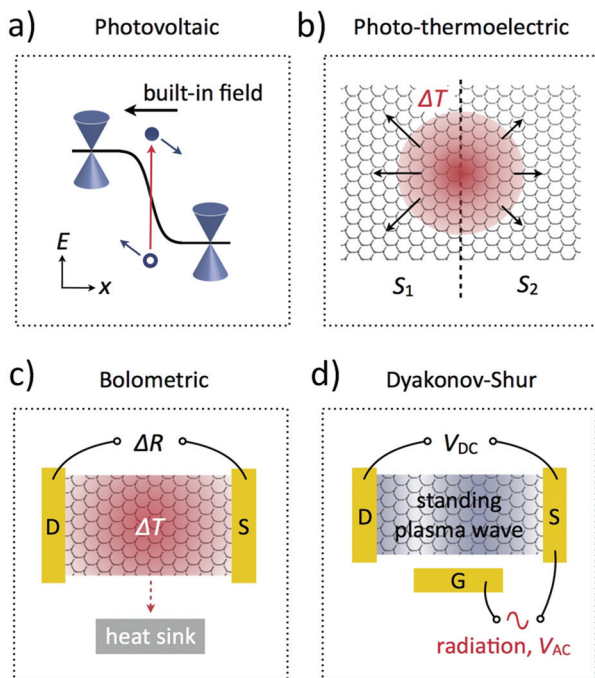 a) Photovoltaic
built-in field
E
x
b) Photo-thermoelectric
ΔT
S1 S2
c) Bolometric
ΔR
D ΔT S
heat sink
d) Dyakonov-Shur
VDC
D standing S
plasma wave
G
radiation, VAC